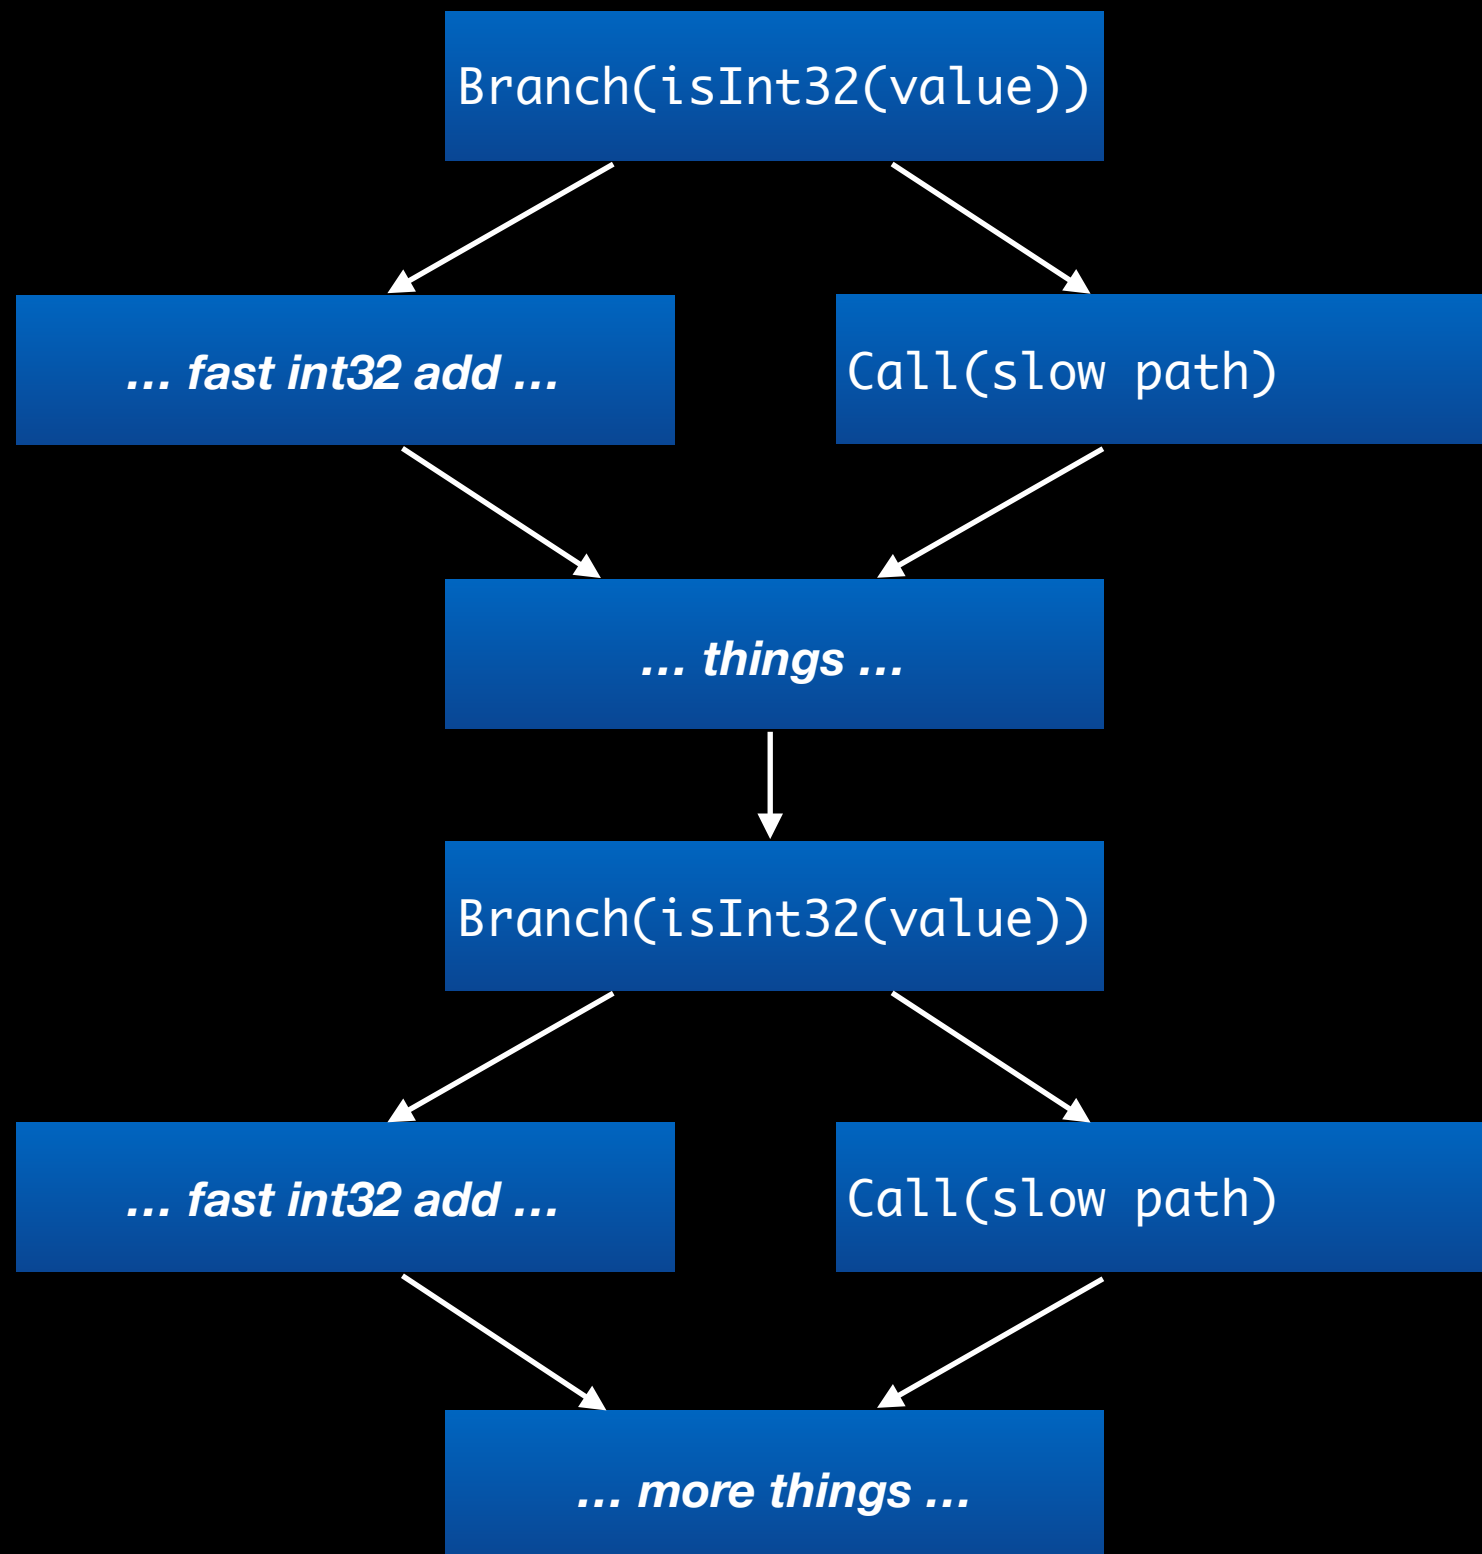 Branch(isInt32(value))
… fast int32 add …
Call(slow path)
… things …
Branch(isInt32(value))
… fast int32 add …
Call(slow path)
… more things …